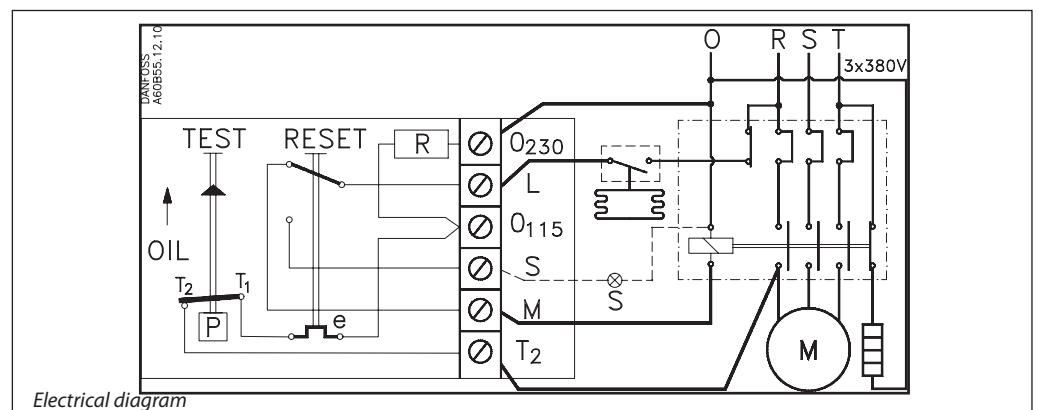 DANFOSS
A60B55.12.10
O R S T
3x380V
TEST RESET
R
O230
L
O115
OIL
S
S
T2 T1
M
P
e
T2
M
Electrical diagram